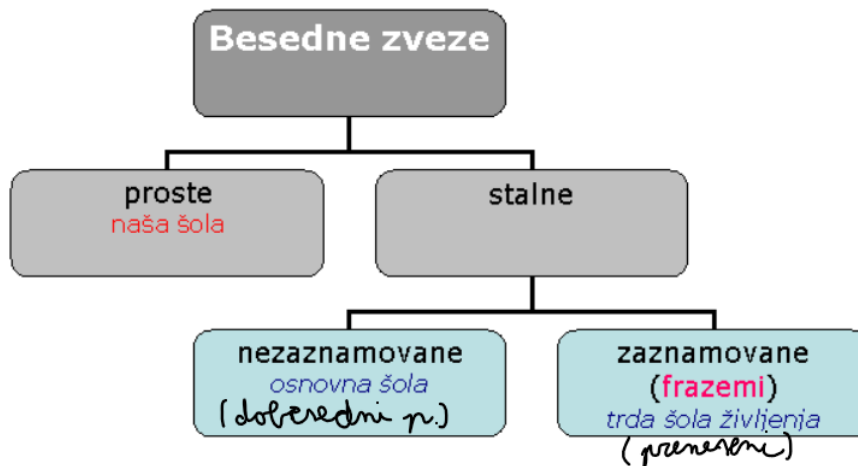 Besedne zveze
proste
naša šola
stalne
nezaznamovane
osnovna šola
(dobesedni p.)
zaznamovane
(frazemi)
trda šola življenja
(preneseni)